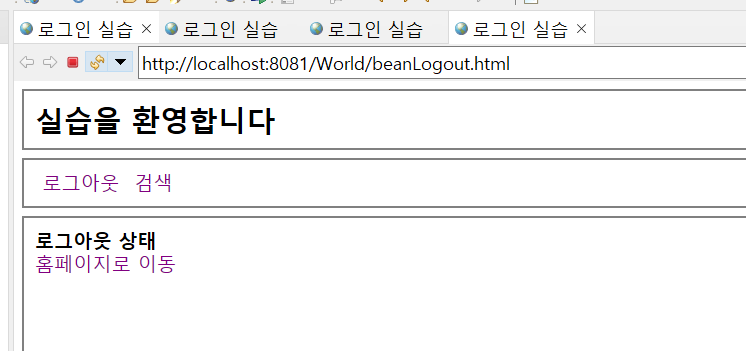 로그인 실습 로그인 실습 로그인 실습 로그인 실습
http://localhost:8081/World/beanLogout.html
실습을 환영합니다
로그아웃 검색
로그아웃 상태
홈페이지로 이동